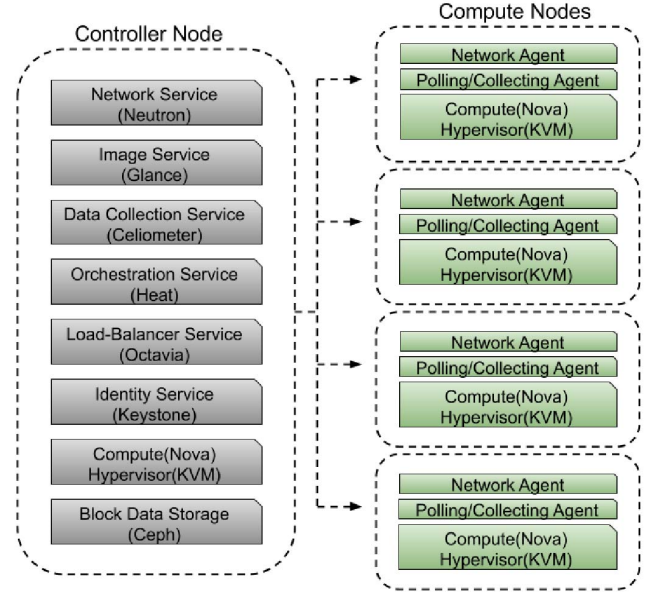 Controller Node
Network Service
(Neutron)
Image Service
(Glance)
Data Collection Service
(Celiometer)
Orchestration Service
(Heat)
Load-Balancer Service
(Octavia)
Identity Service
(Keystone)
Compute(Nova)
Hypervisor(KVM)
Block Data Storage
(Ceph)
Compute Nodes
Network Agent
Polling/Collecting Agent
Compute(Nova)
Hypervisor(KVM)
Network Agent
Polling/Collecting Agent
Compute(Nova)
Hypervisor(KVM)
Network Agent
Polling/Collecting Agent
Compute(Nova)
Hypervisor(KVM)
Network Agent
Polling/Collecting Agent
Compute(Nova)
Hypervisor(KVM)